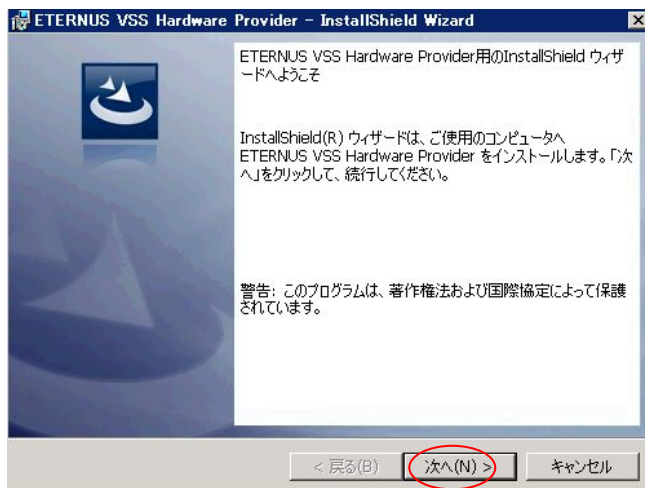 ETERNUS VSS Hardware Provider - InstallShield Wizard
ETERNUS VSS Hardware Provider用のInstallShield ウィザ
ードへようこそ
InstallShield(R) ウィザードは、ご使用のコンピュータへ
ETERNUS VSS Hardware Provider をインストールします。「次
へ」をクリックして、続行してください。
警告: このプログラムは、著作権法および国際協定によって保護
されています。
< 戻る(B)
次へ(N) >
キャンセル